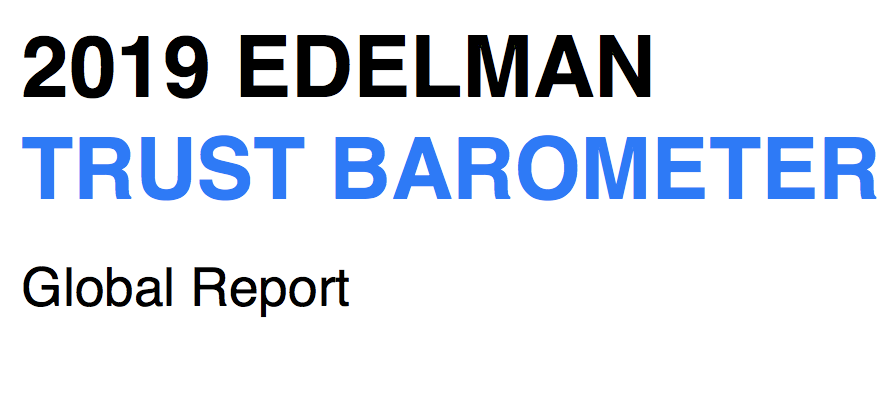 2019 EDELMAN
TRUST BAROMETER
Global Report